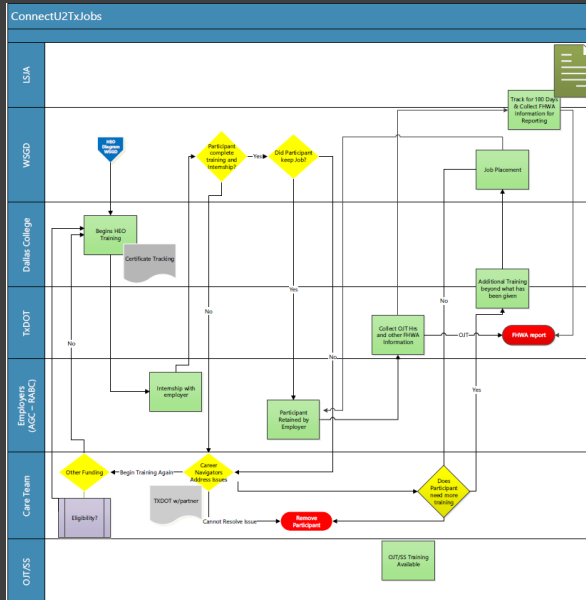 ConnectU2TxJobs
LSJA
WSGD
Dallas College
TxDOT
Employers
(AGC – RABC)
Care Team
OJT/SS
Track for 180 Days
& Collect FHWA
Information for
Reporting
HEO
Diagram
WSGD
Participant
complete
training and
Internship?
Yes
Did Participant
keep Job?
Job Placement
Begins HEO
Training
Certificate Tracking
Additional Training
beyond what has
been given
No
Yes
No
Collect OJT Hrs
and other FHWA
Information
OJT
FHWA report
No
No
Internship with
employer
Participant
Retained by
Employer
Yes
Other Funding
Begin Training Again
Career
Navigators
Address Issues
Does
Participant
need more
training
Eligibility?
TXDOT w/partner
Cannot Resolve Issue
Remove
Participant
OJT/SS Training
Available